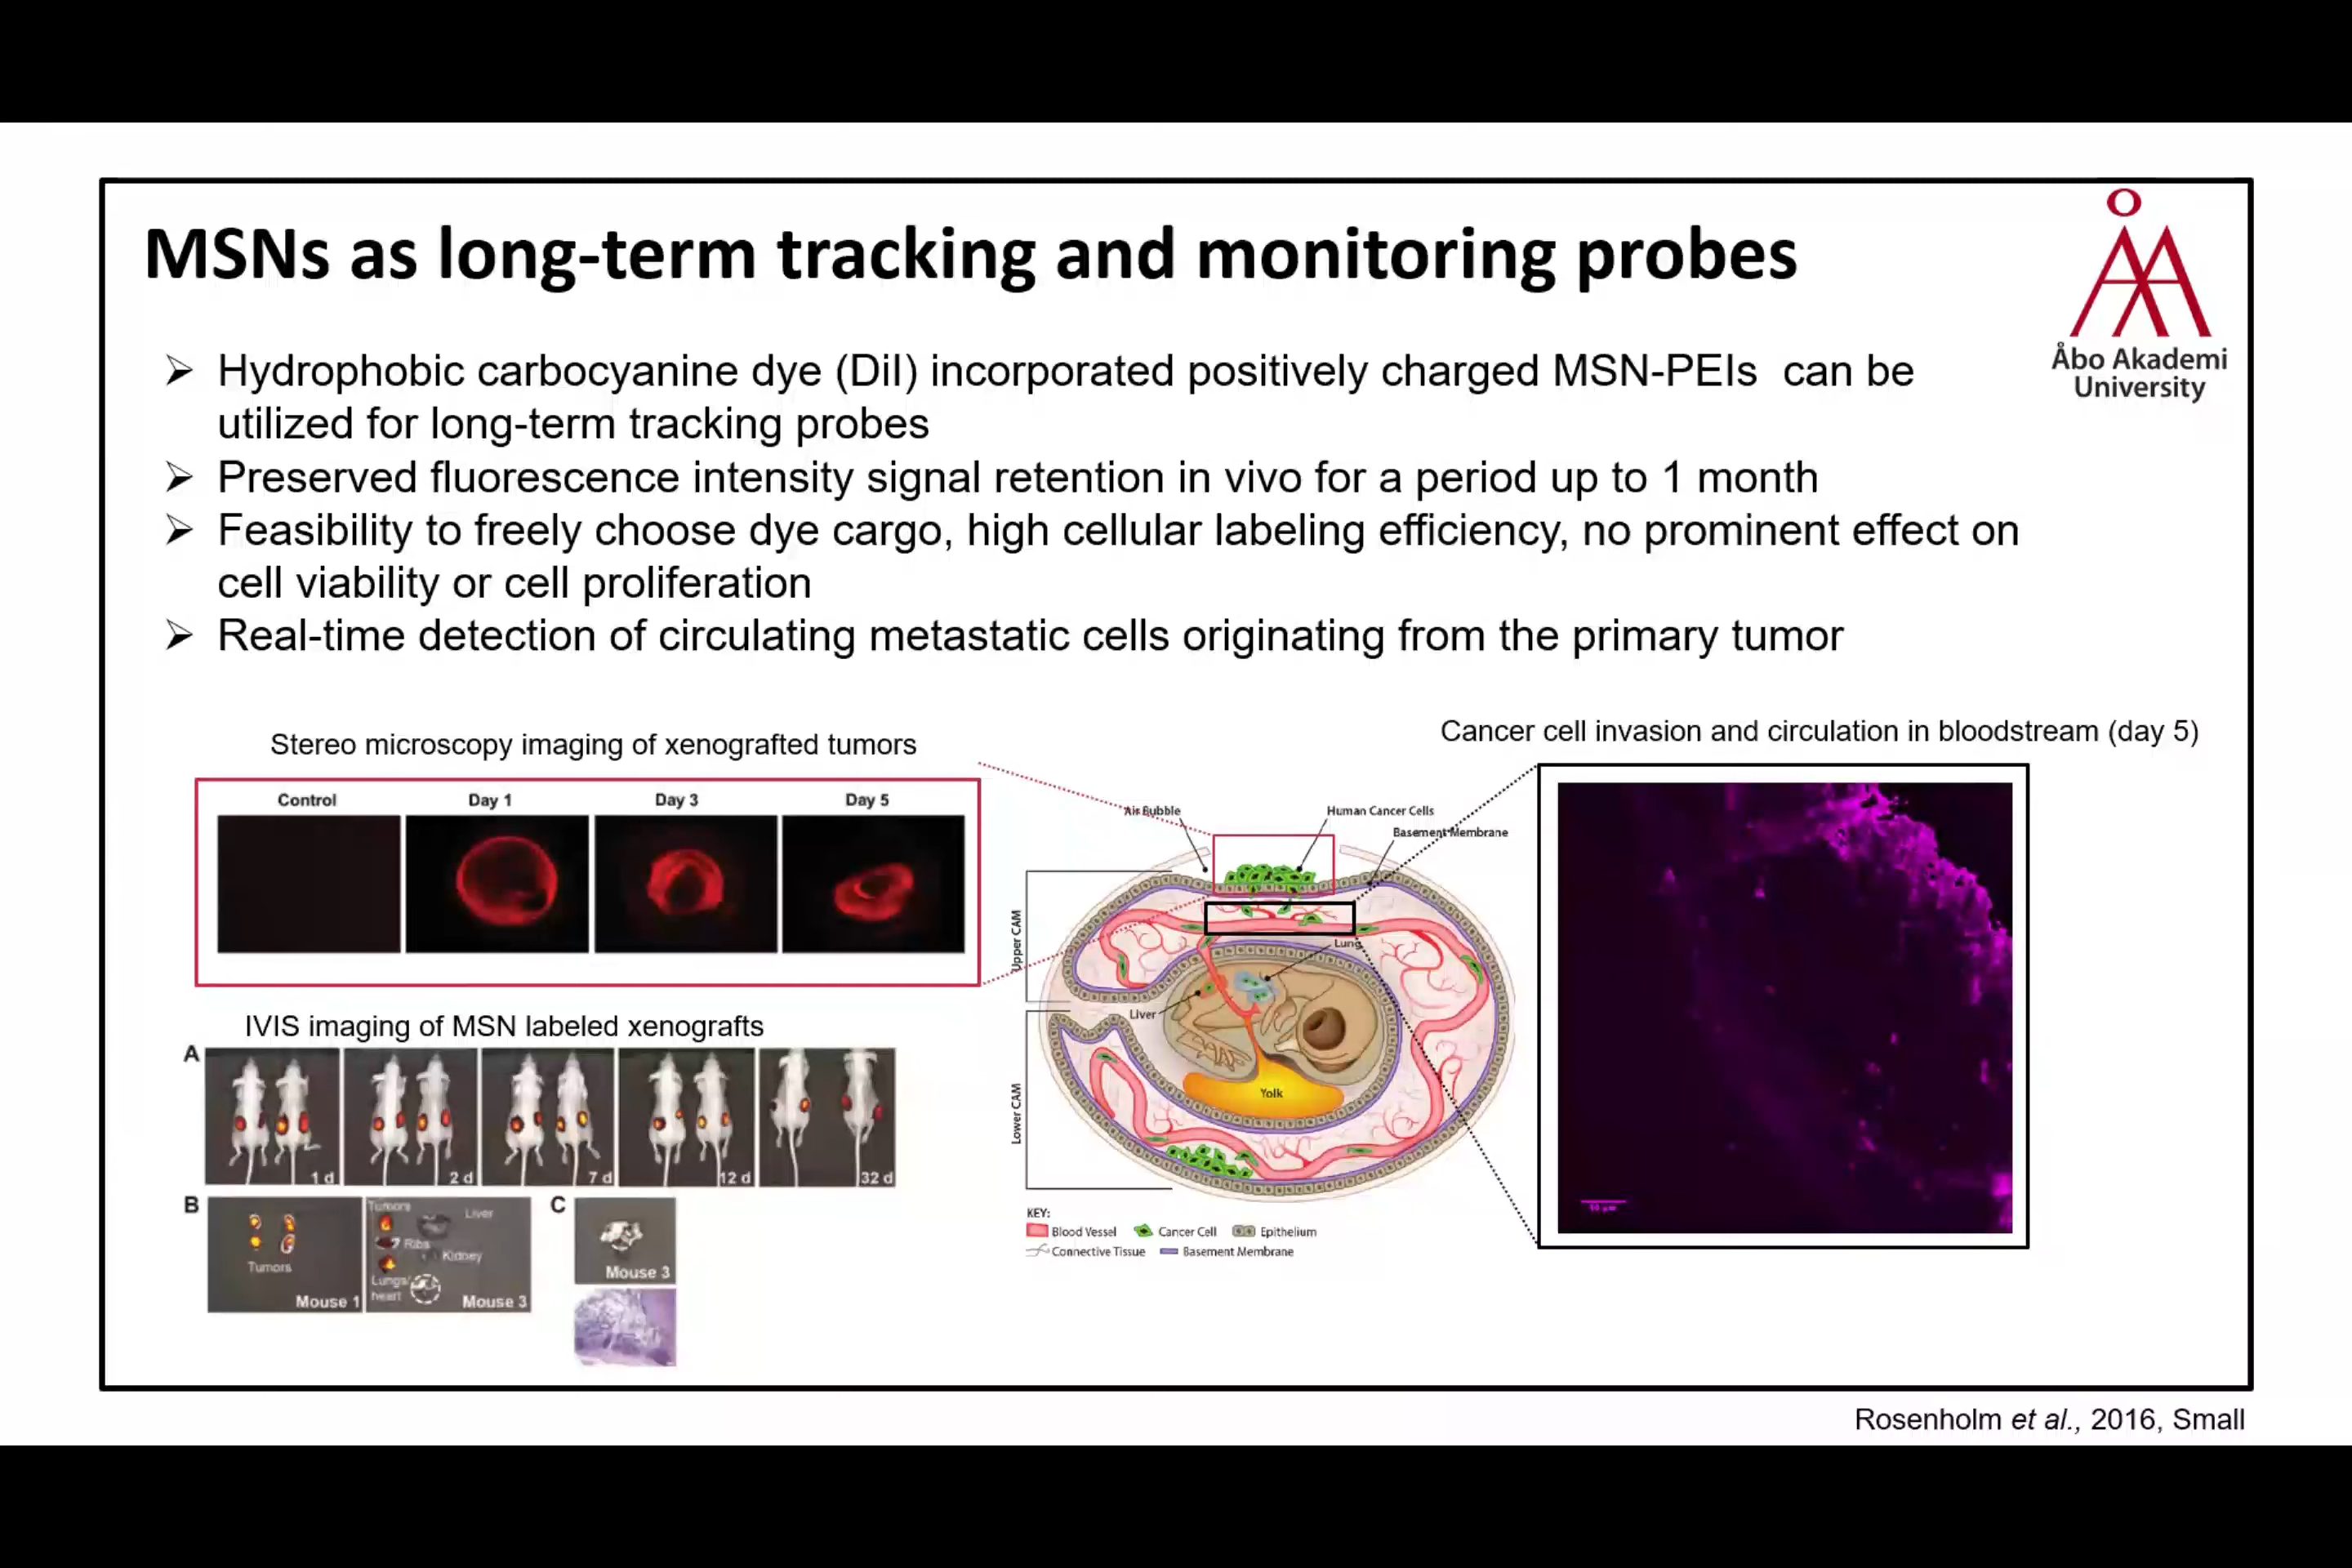 MSNs as long-term tracking and monitoring probes
Åbo Akademi
University
➢ Hydrophobic carbocyanine dye (DiI) incorporated positively charged MSN-PEIs can be
utilized for long-term tracking probes
➢ Preserved fluorescence intensity signal retention in vivo for a period up to 1 month
➢ Feasibility to freely choose dye cargo, high cellular labeling efficiency, no prominent effect on
cell viability or cell proliferation
➢ Real-time detection of circulating metastatic cells originating from the primary tumor
Stereo microscopy imaging of xenografted tumors
Control
Day 1
Day 3
Day 5
IVIS imaging of MSN labeled xenografts
A
1 d
2 d
7 d
12 d
32 d
B
Tumors
Mouse 1
Tumors
Liver
Ribs
Kidney
Lungs/
heart
Mouse 3
C
Mouse 3
Air Bubble
Human Cancer Cells
Basement Membrane
Upper CAM
Lung
Liver
Yolk
Lower CAM
KEY:
Blood Vessel Cancer Cell Epithelium
Connective Tissue Basement Membrane
Cancer cell invasion and circulation in bloodstream (day 5)
Rosenholm et al., 2016, Small